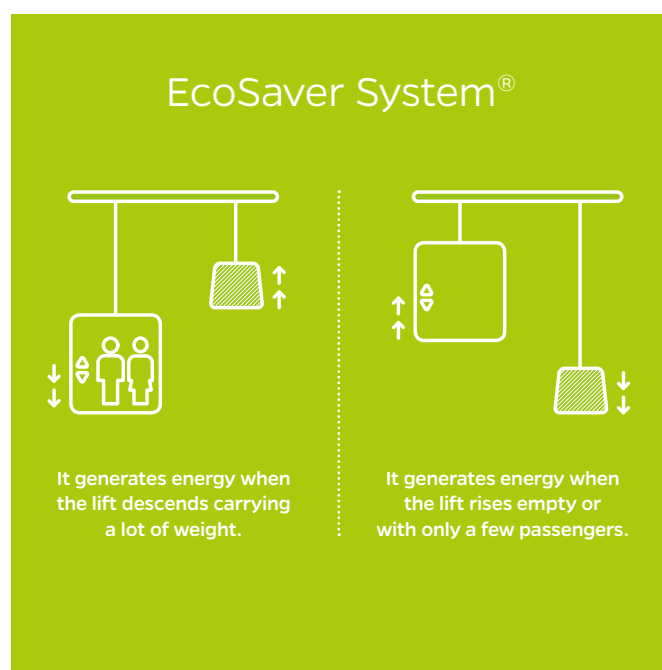 EcoSaver System®
It generates energy when
the lift descends carrying
a lot of weight.
It generates energy when
the lift rises empty or
with only a few passengers.